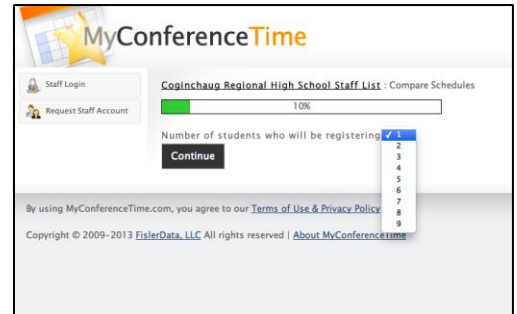 MyConferenceTime
Staff Login
Request Staff Account
Coginchaug Regional High School Staff List : Compare Schedules
10%
Number of students who will be registering
✓ 1
2
3
4
5
6
7
8
9
Continue
By using MyConferenceTime.com, you agree to our Terms of Use & Privacy Policy
Copyright © 2009–2013 FislerData, LLC All rights reserved | About MyConferenceTime